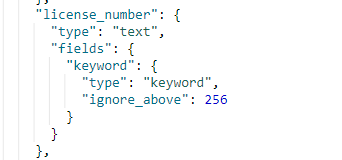 },
"license_number": {
"type": "text",
"fields": {
"keyword": {
"type": "keyword",
"ignore_above": 256
}
}
},